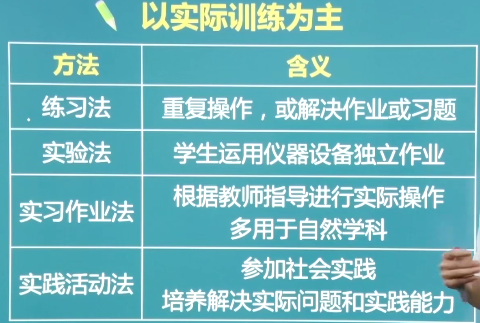 以实际训练为主
方法 含义
练习法 重复操作，或解决作业或习题
实验法 学生运用仪器设备独立作业
实习作业法 根据教师指导进行实际操作
多用于自然学科
实践活动法 参加社会实践
培养解决实际问题和实践能力